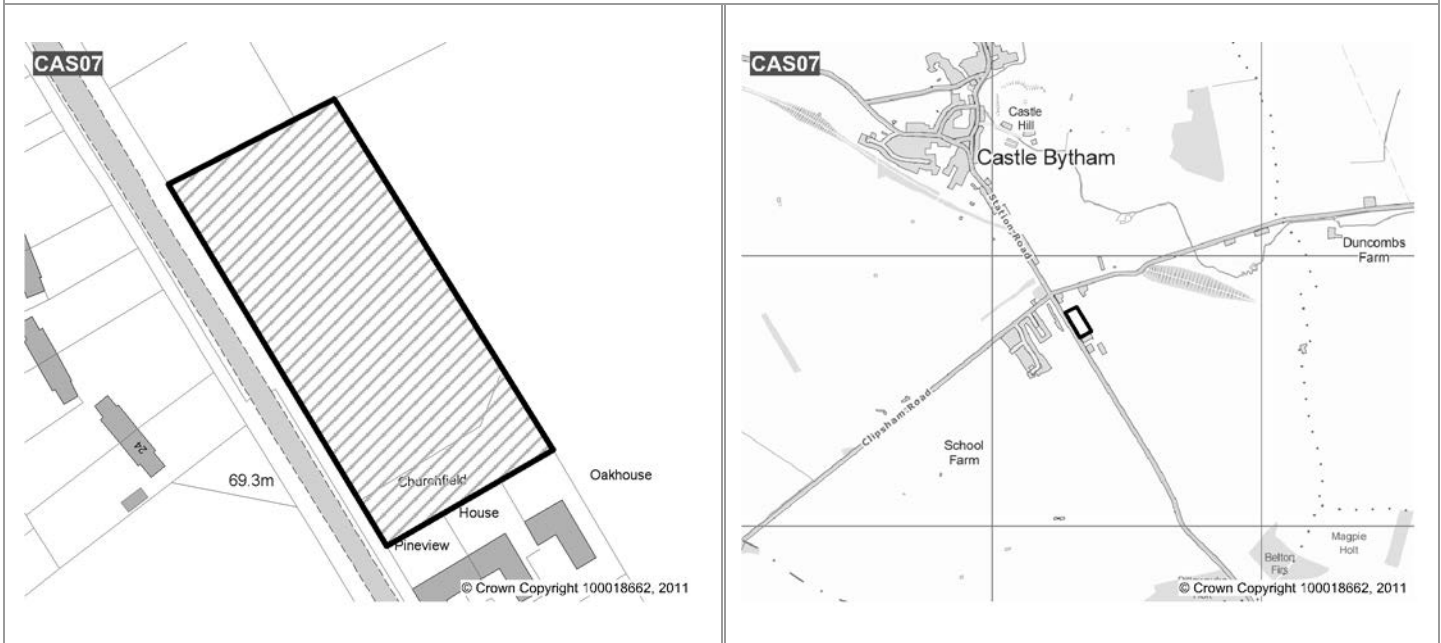 CAS07
24
69.3m
Churchfield
House
Pineview
Oakhouse
© Crown Copyright 100018662, 2011
CAS07
Castle
Hill
Castle Bytham
Station Road
Duncombs
Farm
Clipsham Road
School
Farm
Magpie
Holt
Belton
Figs
© Crown Copyright 100018662, 2011